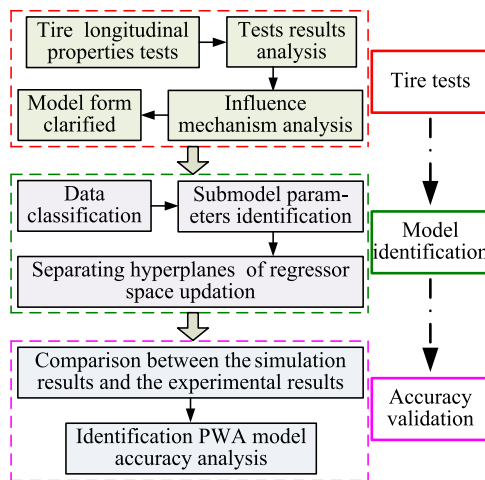 Tire longitudinal
properties tests
Tests results
analysis
Model form
clarified
Influence
mechanism analysis
Tire tests
Data
classification
Submodel param-
eters identification
Separating hyperplanes of regressor
space updation
Model
identification
Comparison between the simulation
results and the experimental results
Identification PWA model
accuracy analysis
Accuracy
validation